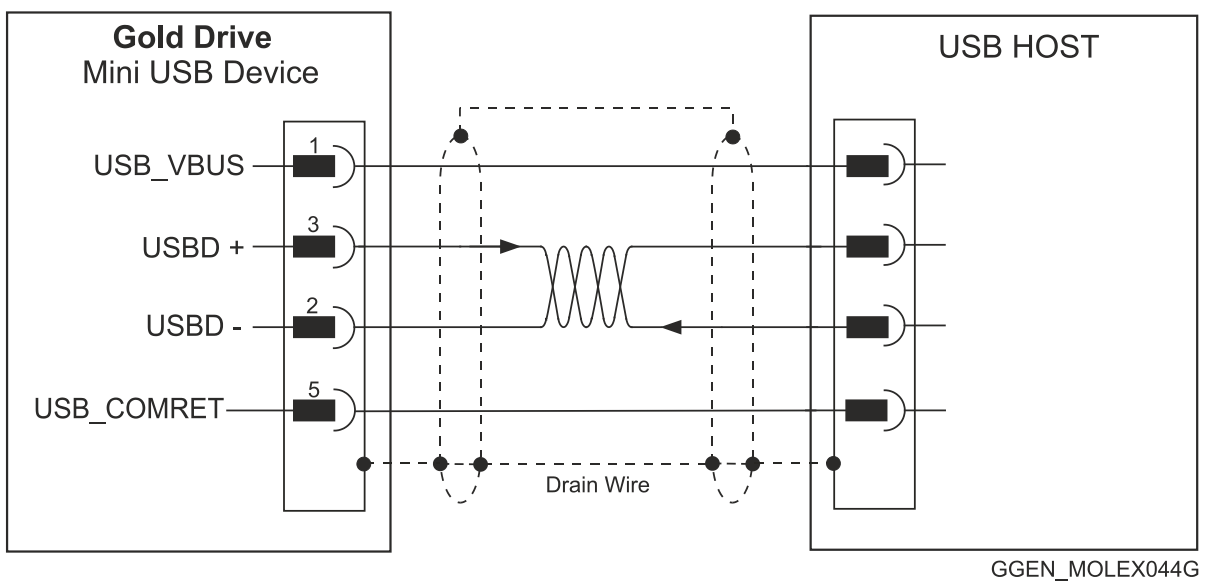 Gold Drive
Mini USB Device
USB HOST
USB_VBUS
1
USBD +
3
USBD -
2
USB_COMRET
5
Drain Wire
GGEN_MOLEX044G